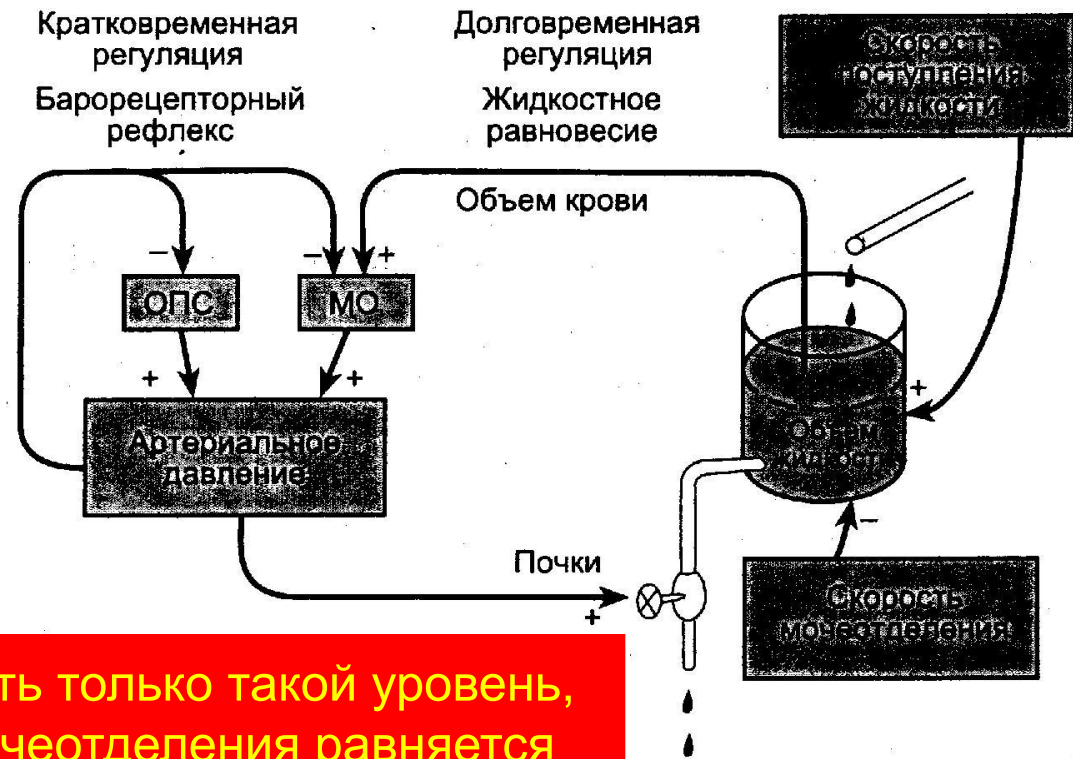 Кратковременная
регуляция
Барорецепторный
рефлекс
Долговременная
регуляция
Жидкостное
равновесие
Объем крови
Скорость
поступления
жидкости
– – +
ОПС
МО
+ +
Артериальное
давление
+
Объем
жидкости
–
Почки
+
Скорость
мочеотделения
ть только такой уровень,
чеотделения равняется